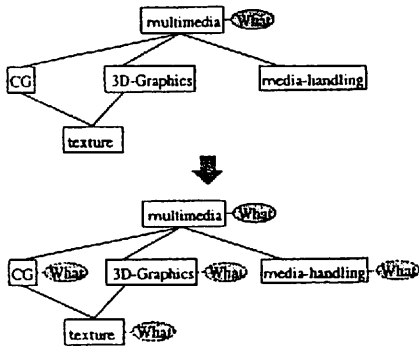 multimedia What
CG 3D-Graphics media-handling
texture
multimedia What
CG What 3D-Graphics What media-handling What
texture What